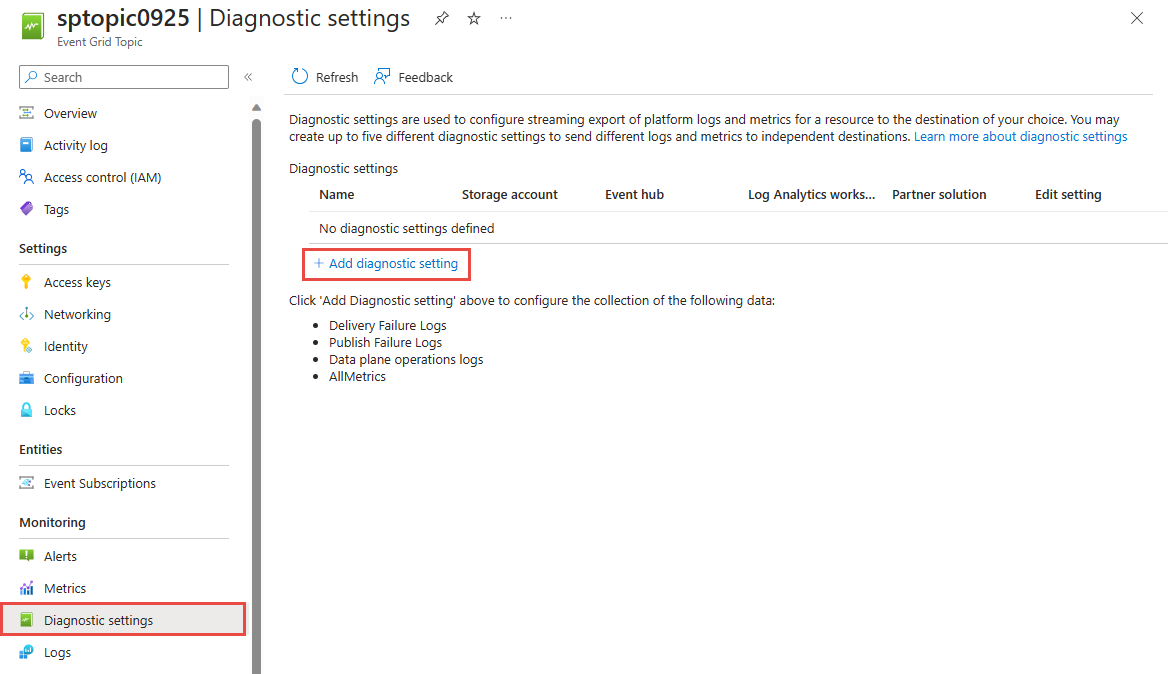 sptopic0925 | Diagnostic settings
Event Grid Topic
Search
Overview
Activity log
Access control (IAM)
Tags
Settings
Access keys
Networking
Identity
Configuration
Locks
Entities
Event Subscriptions
Monitoring
Alerts
Metrics
Diagnostic settings
Logs
Refresh Feedback
Diagnostic settings are used to configure streaming export of platform logs and metrics for a resource to the destination of your choice. You may
create up to five different diagnostic settings to send different logs and metrics to independent destinations. Learn more about diagnostic settings
Diagnostic settings
Name Storage account Event hub Log Analytics works... Partner solution Edit setting
No diagnostic settings defined
+ Add diagnostic setting
Click 'Add Diagnostic setting' above to configure the collection of the following data:
• Delivery Failure Logs
• Publish Failure Logs
• Data plane operations logs
• AllMetrics